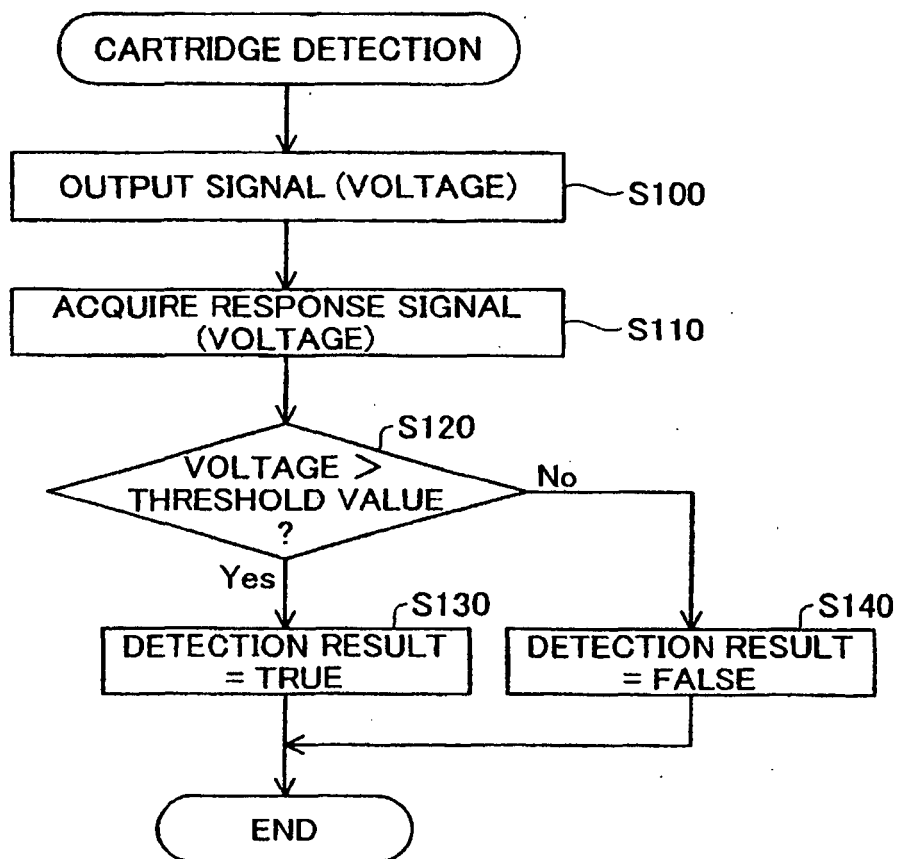 CARTRIDGE DETECTION
OUTPUT SIGNAL (VOLTAGE)
S100
ACQUIRE RESPONSE SIGNAL
(VOLTAGE)
S110
S120
VOLTAGE >
THRESHOLD VALUE
?
No
Yes
S130
DETECTION RESULT
= TRUE
S140
DETECTION RESULT
= FALSE
END